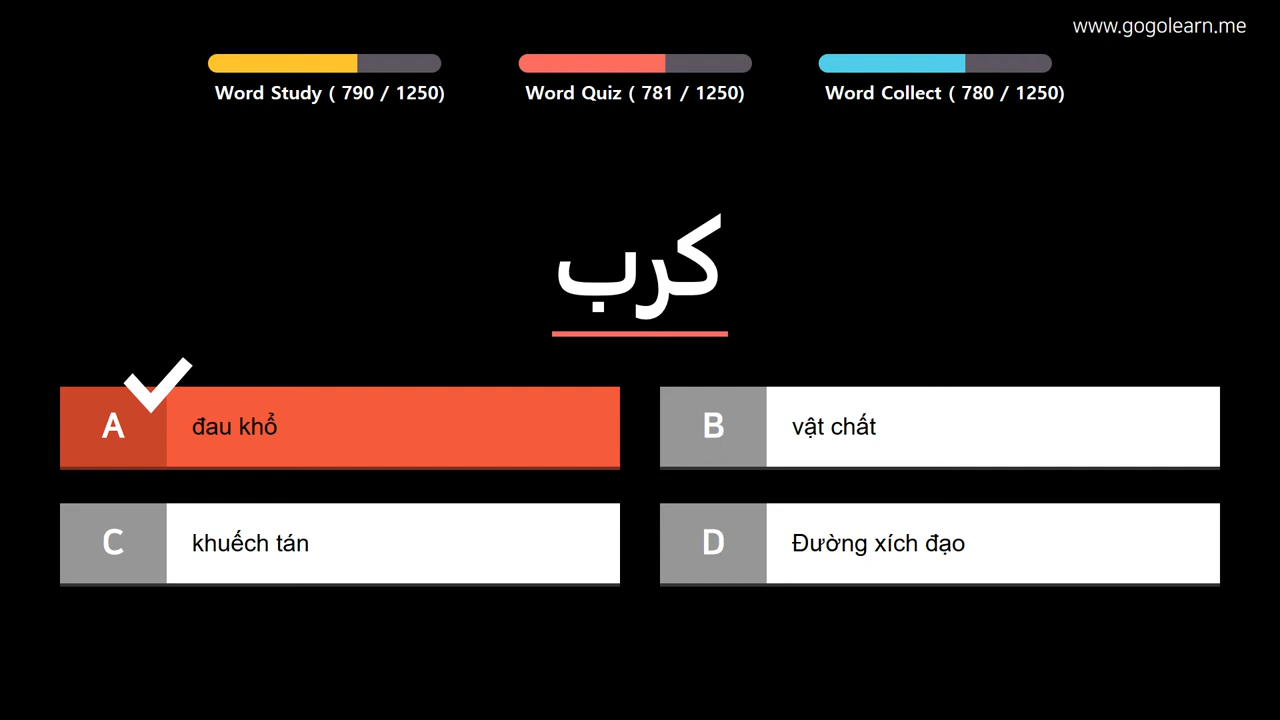 www.gogolearn.me
Word Study ( 790 / 1250)
Word Quiz ( 781 / 1250)
Word Collect ( 780 / 1250)
كرب
A đau khổ
B vật chất
C khuếch tán
D Đường xích đạo